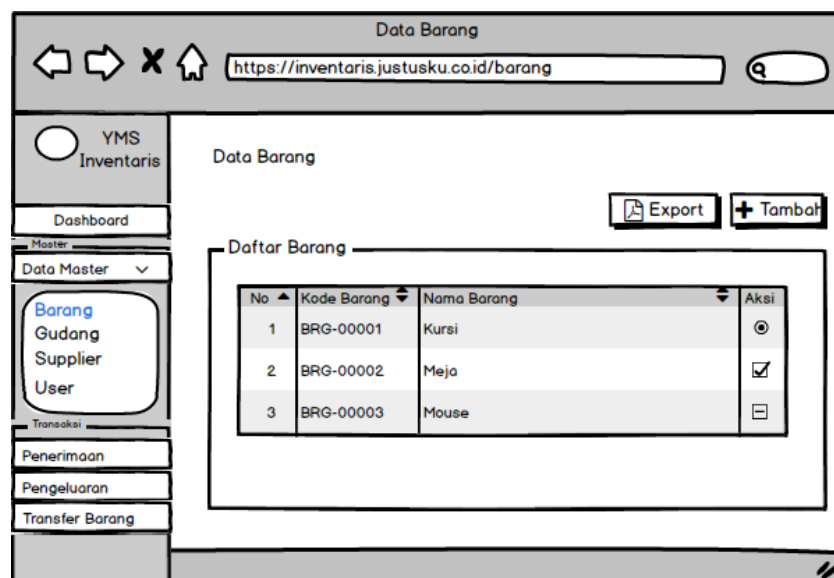 Data Barang
https://inventaris.justusku.co.id/barang
YMS
Inventaris
Dashboard
Master
Data Master
Barang
Gudang
Supplier
User
Transaksi
Penerimaan
Pengeluaran
Transfer Barang
Data Barang
Export
Tambah
Daftar Barang
No Kode Barang Nama Barang Aksi
1 BRG-00001 Kursi
2 BRG-00002 Meja
3 BRG-00003 Mouse